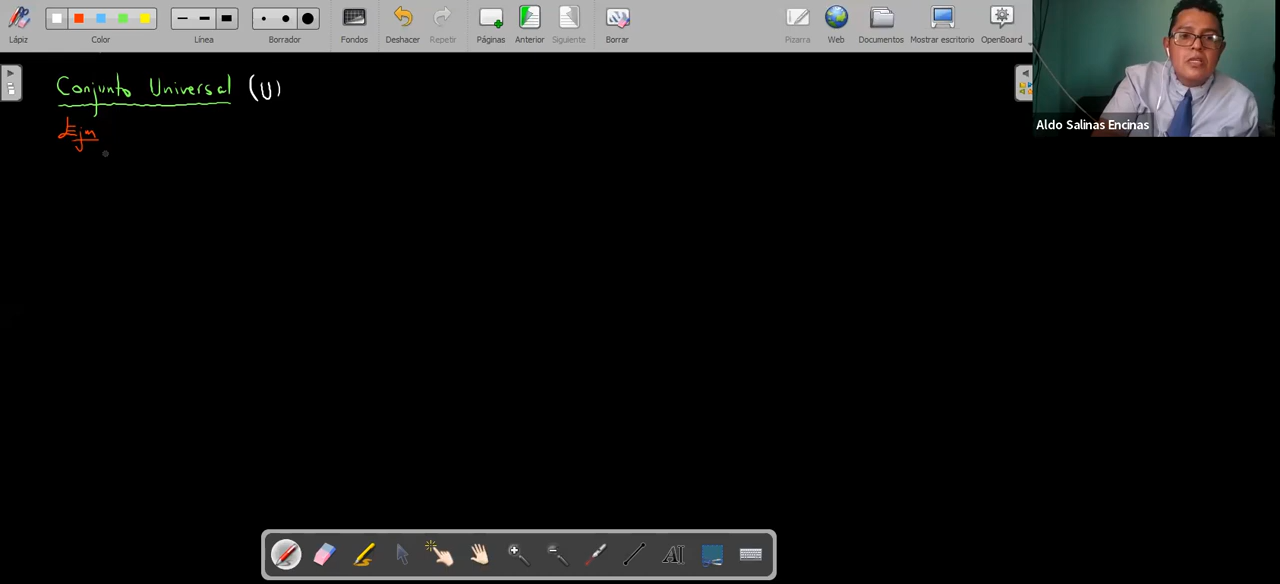 Lápiz Color Línea Borrador Fondos Deshacer Repetir Páginas Anterior Siguiente Borrar Pizarra Web Documentos Mostrar escritorio OpenBoard
Conjunto Universal (U)
Ejm
Aldo Salinas Encinas
AI